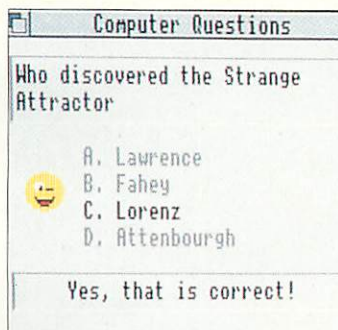 Computer Questions
Who discovered the Strange
Attractor
A. Lawrence
B. Fahey
C. Lorenz
D. Attenbourgh
Yes, that is correct!